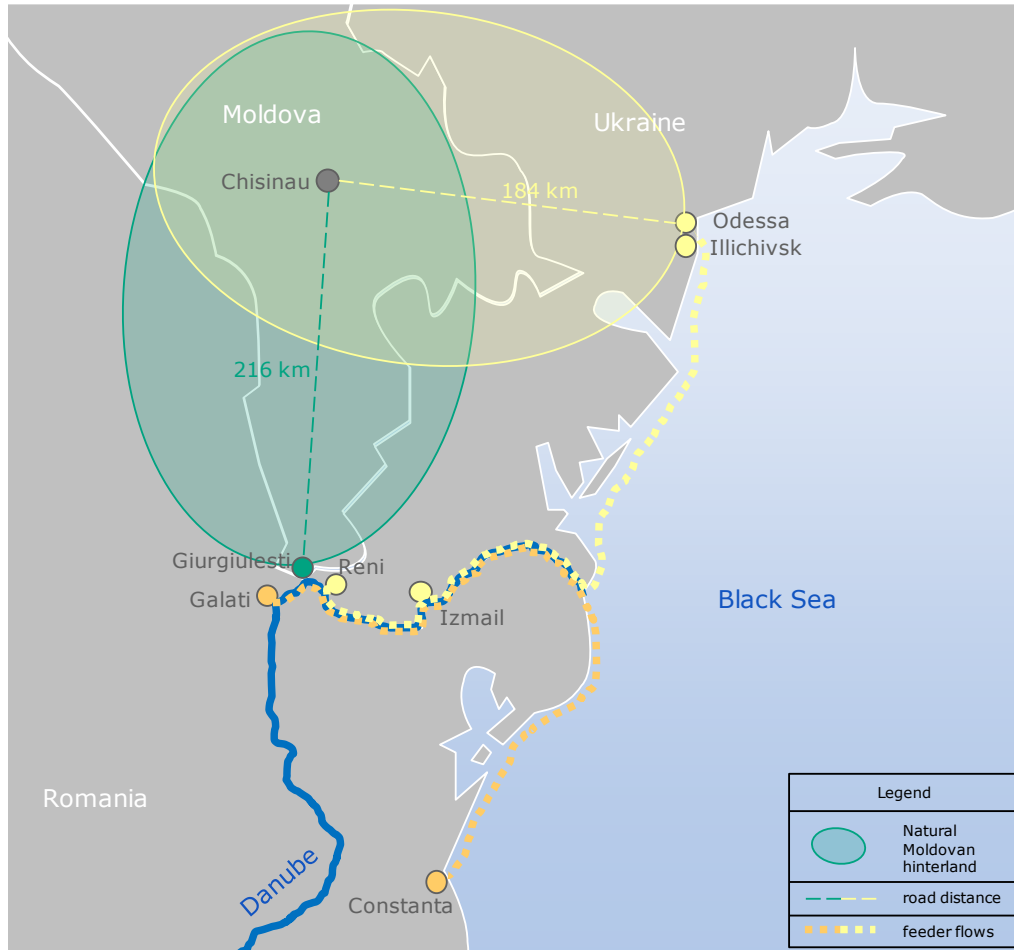 Moldova
Ukraine
Chisinau
184 km
Odessa
Illichivsk
216 km
Giurgiulesti
Reni
Galati
Izmail
Black Sea
Romania
Danube
Constanta
Legend
Natural
Moldovan
hinterland
road distance
feeder flows